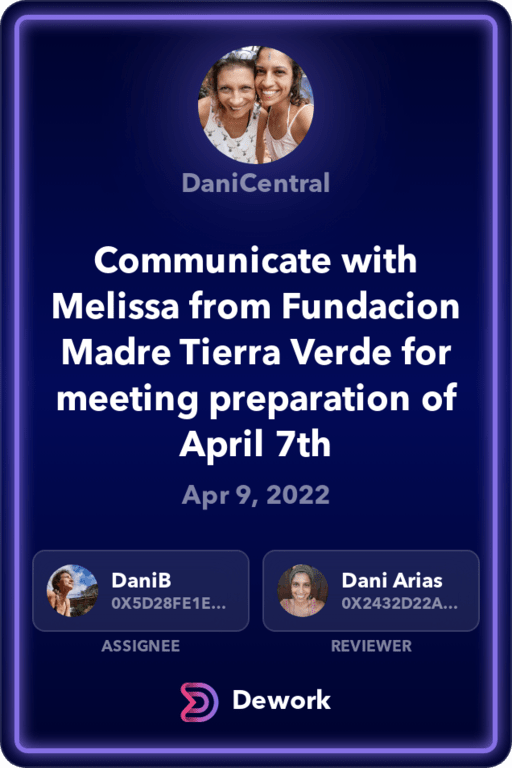 DaniCentral
Communicate with
Melissa from Fundacion
Madre Tierra Verde for
meeting preparation of
April 7th
Apr 9, 2022
DaniB
0X5D28FE1E...
ASSIGNEE
Dani Arias
0X2432D22A...
REVIEWER
Dework